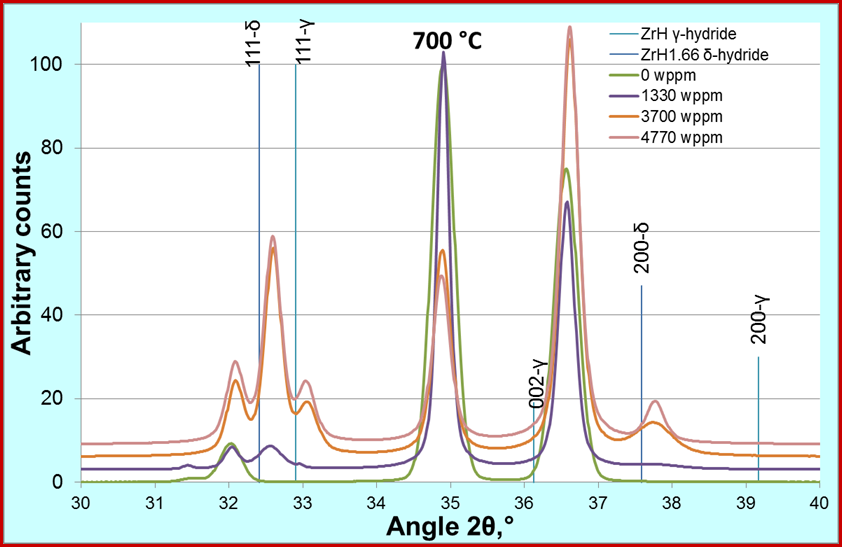 111-δ
111-γ
700 °C
ZrH γ-hydride
ZrH1.66 δ-hydride
0 wppm
1330 wppm
3700 wppm
4770 wppm
100
80
60
40
20
0
Arbitrary counts
002-γ
200-δ
200-γ
30 31 32 33 34 35 36 37 38 39 40
Angle 2θ,°